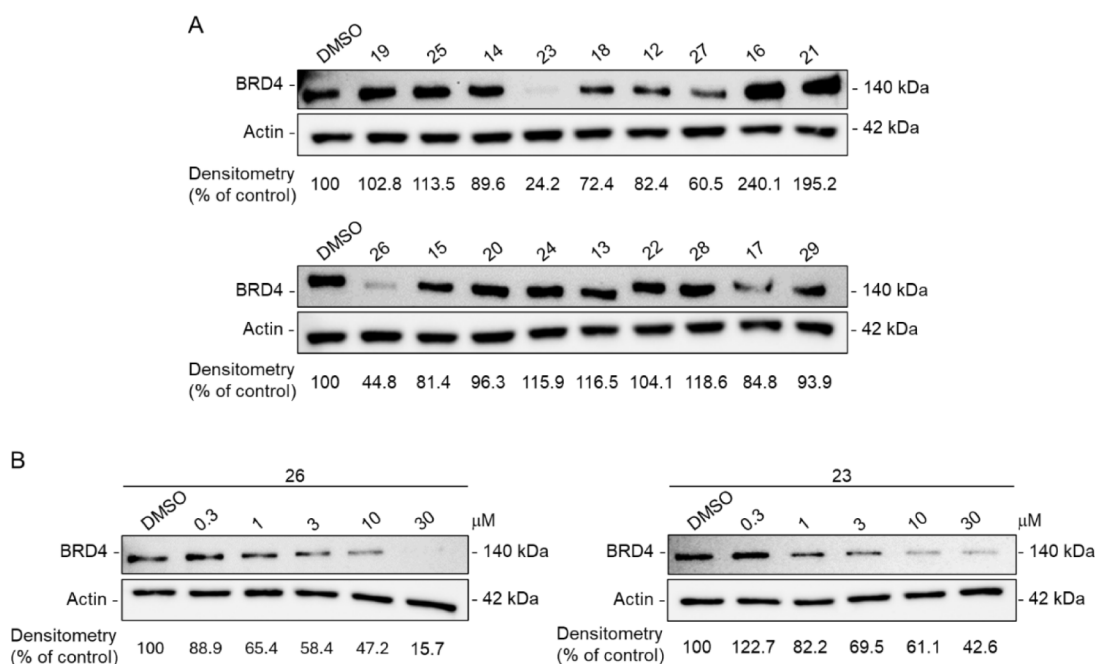 A
DMSO 19 25 14 23 18 12 27 16 21
BRD4 - - 140 kDa
Actin - - 42 kDa
Densitometry
(% of control) 100 102.8 113.5 89.6 24.2 72.4 82.4 60.5 240.1 195.2
DMSO 26 15 20 24 13 22 28 17 29
BRD4 - - 140 kDa
Actin - - 42 kDa
Densitometry
(% of control) 100 44.8 81.4 96.3 115.9 116.5 104.1 118.6 84.8 93.9
B
26
DMSO 0.3 1 3 10 30 μM
BRD4 - - 140 kDa
Actin - - 42 kDa
Densitometry
(% of control) 100 88.9 65.4 58.4 47.2 15.7
23
DMSO 0.3 1 3 10 30 μM
BRD4 - - 140 kDa
Actin - - 42 kDa
Densitometry
(% of control) 100 122.7 82.2 69.5 61.1 42.6